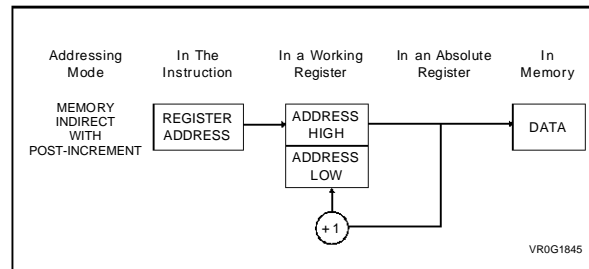 Addressing Mode
In The Instruction
In a Working Register
In an Absolute Register
In Memory
MEMORY
INDIRECT
WITH
POST-INCREMENT
REGISTER
ADDRESS
ADDRESS
HIGH
ADDRESS
LOW
DATA
+1
VR0G1845